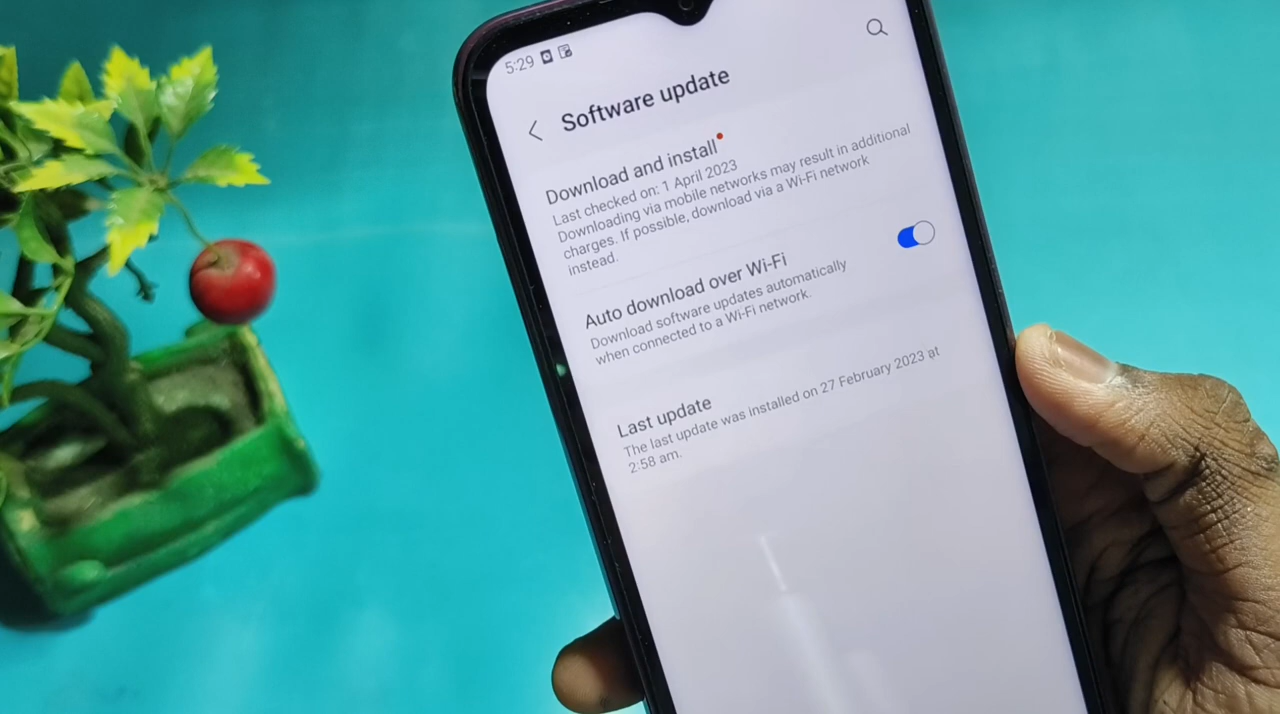 5:29
Software update
Download and install
Last checked on: 1 April 2023
Downloading via mobile networks may result in additional
charges. If possible, download via a Wi-Fi network
instead.
Auto download over Wi-Fi
Download software updates automatically
when connected to a Wi-Fi network.
Last update
The last update was installed on 27 February 2023 at
2:58 am.